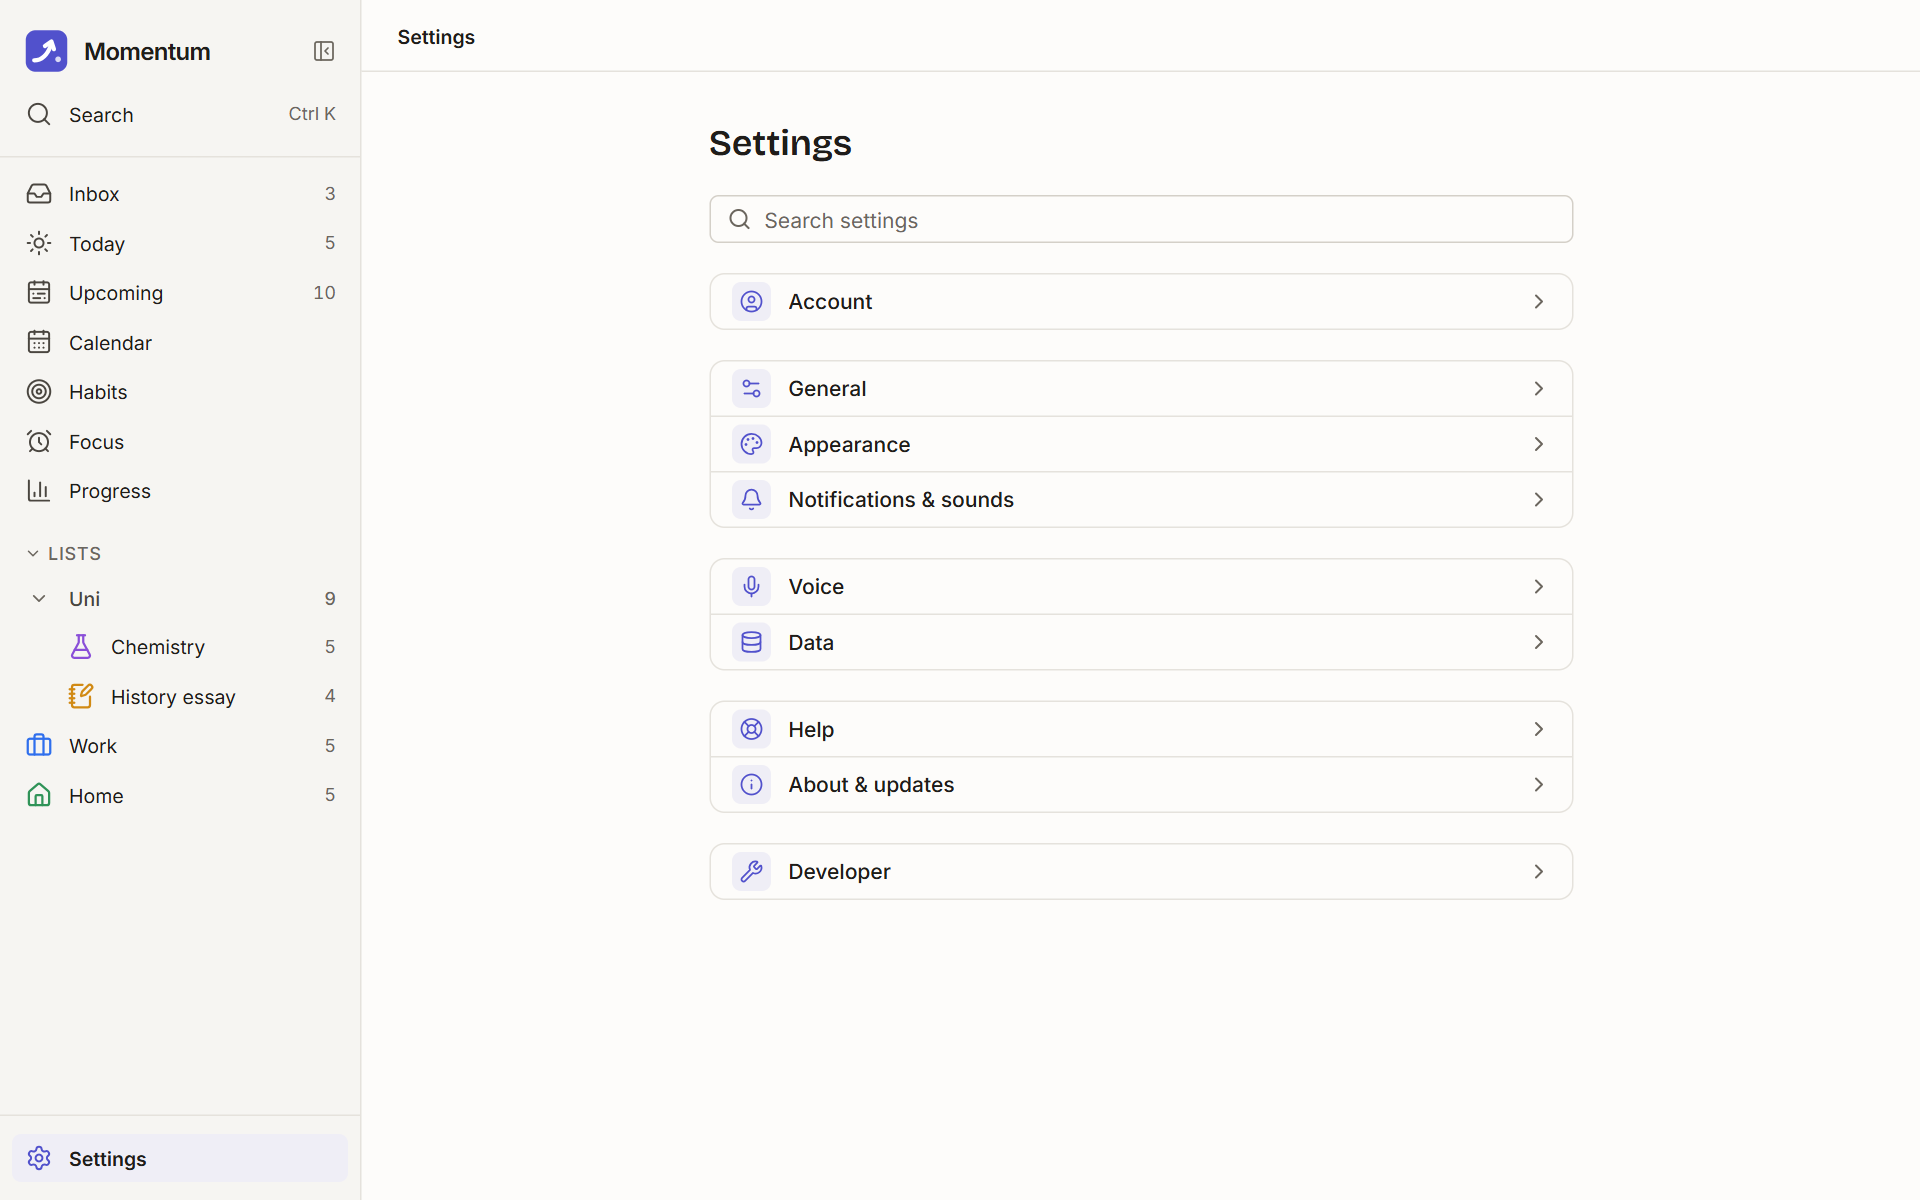 Momentum
Search Ctrl K
Inbox 3
Today 5
Upcoming 10
Calendar
Habits
Focus
Progress
LISTS
Uni 9
Chemistry 5
History essay 4
Work 5
Home 5
Settings
Settings
Settings
Search settings
Account
General
Appearance
Notifications & sounds
Voice
Data
Help
About & updates
Developer